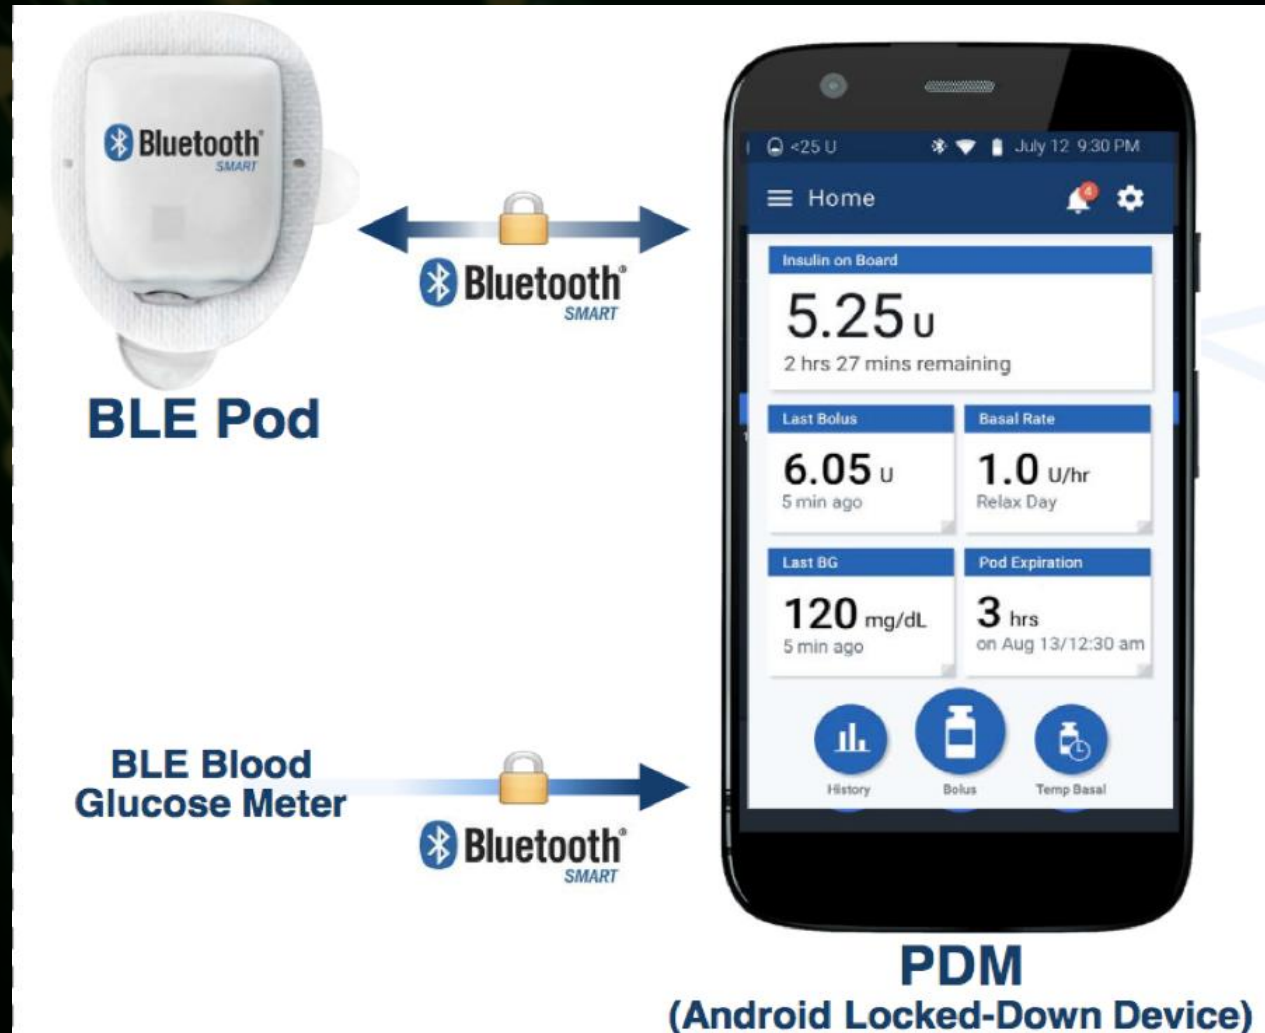 Bluetooth®
SMART
BLE Pod
Bluetooth®
SMART
BLE Blood
Glucose Meter
Bluetooth®
SMART
<25 U
July 12 9:30 PM
Home
4
Insulin on Board
5.25 U
2 hrs 27 mins remaining
Last Bolus
6.05 U
5 min ago
Basal Rate
1.0 U/hr
Relax Day
Last BG
120 mg/dL
5 min ago
Pod Expiration
3 hrs
on Aug 13/12:30 am
History
Bolus
Temp Basal
PDM
(Android Locked-Down Device)